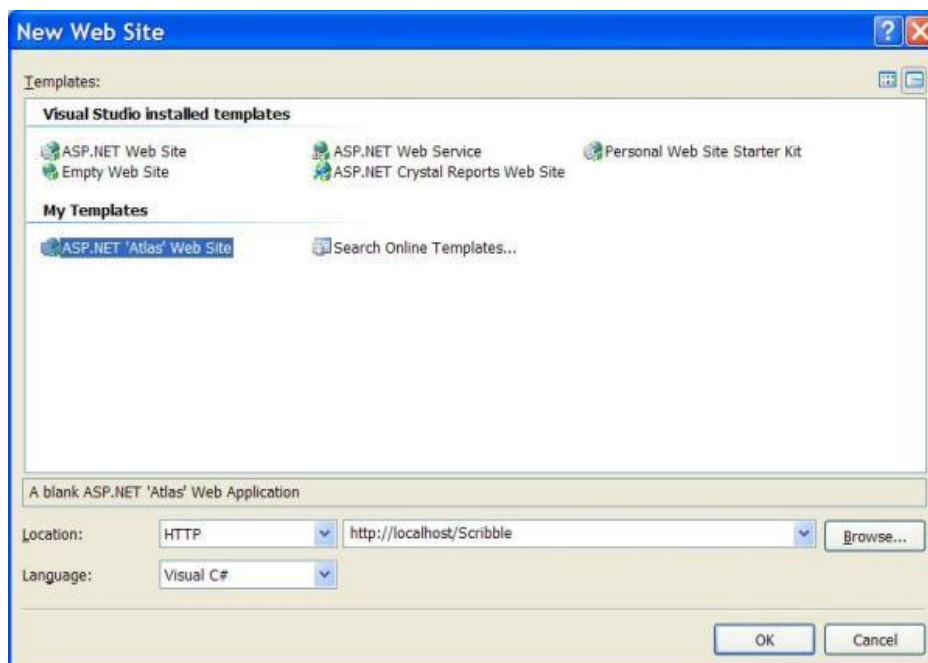 New Web Site
Templates:
Visual Studio installed templates
ASP.NET Web Site ASP.NET Web Service Personal Web Site Starter Kit
Empty Web Site ASP.NET Crystal Reports Web Site
My Templates
ASP.NET 'Atlas' Web Site Search Online Templates...
A blank ASP.NET 'Atlas' Web Application
Location: HTTP http://localhost/Scribble Browse...
Language: Visual C#
OK Cancel